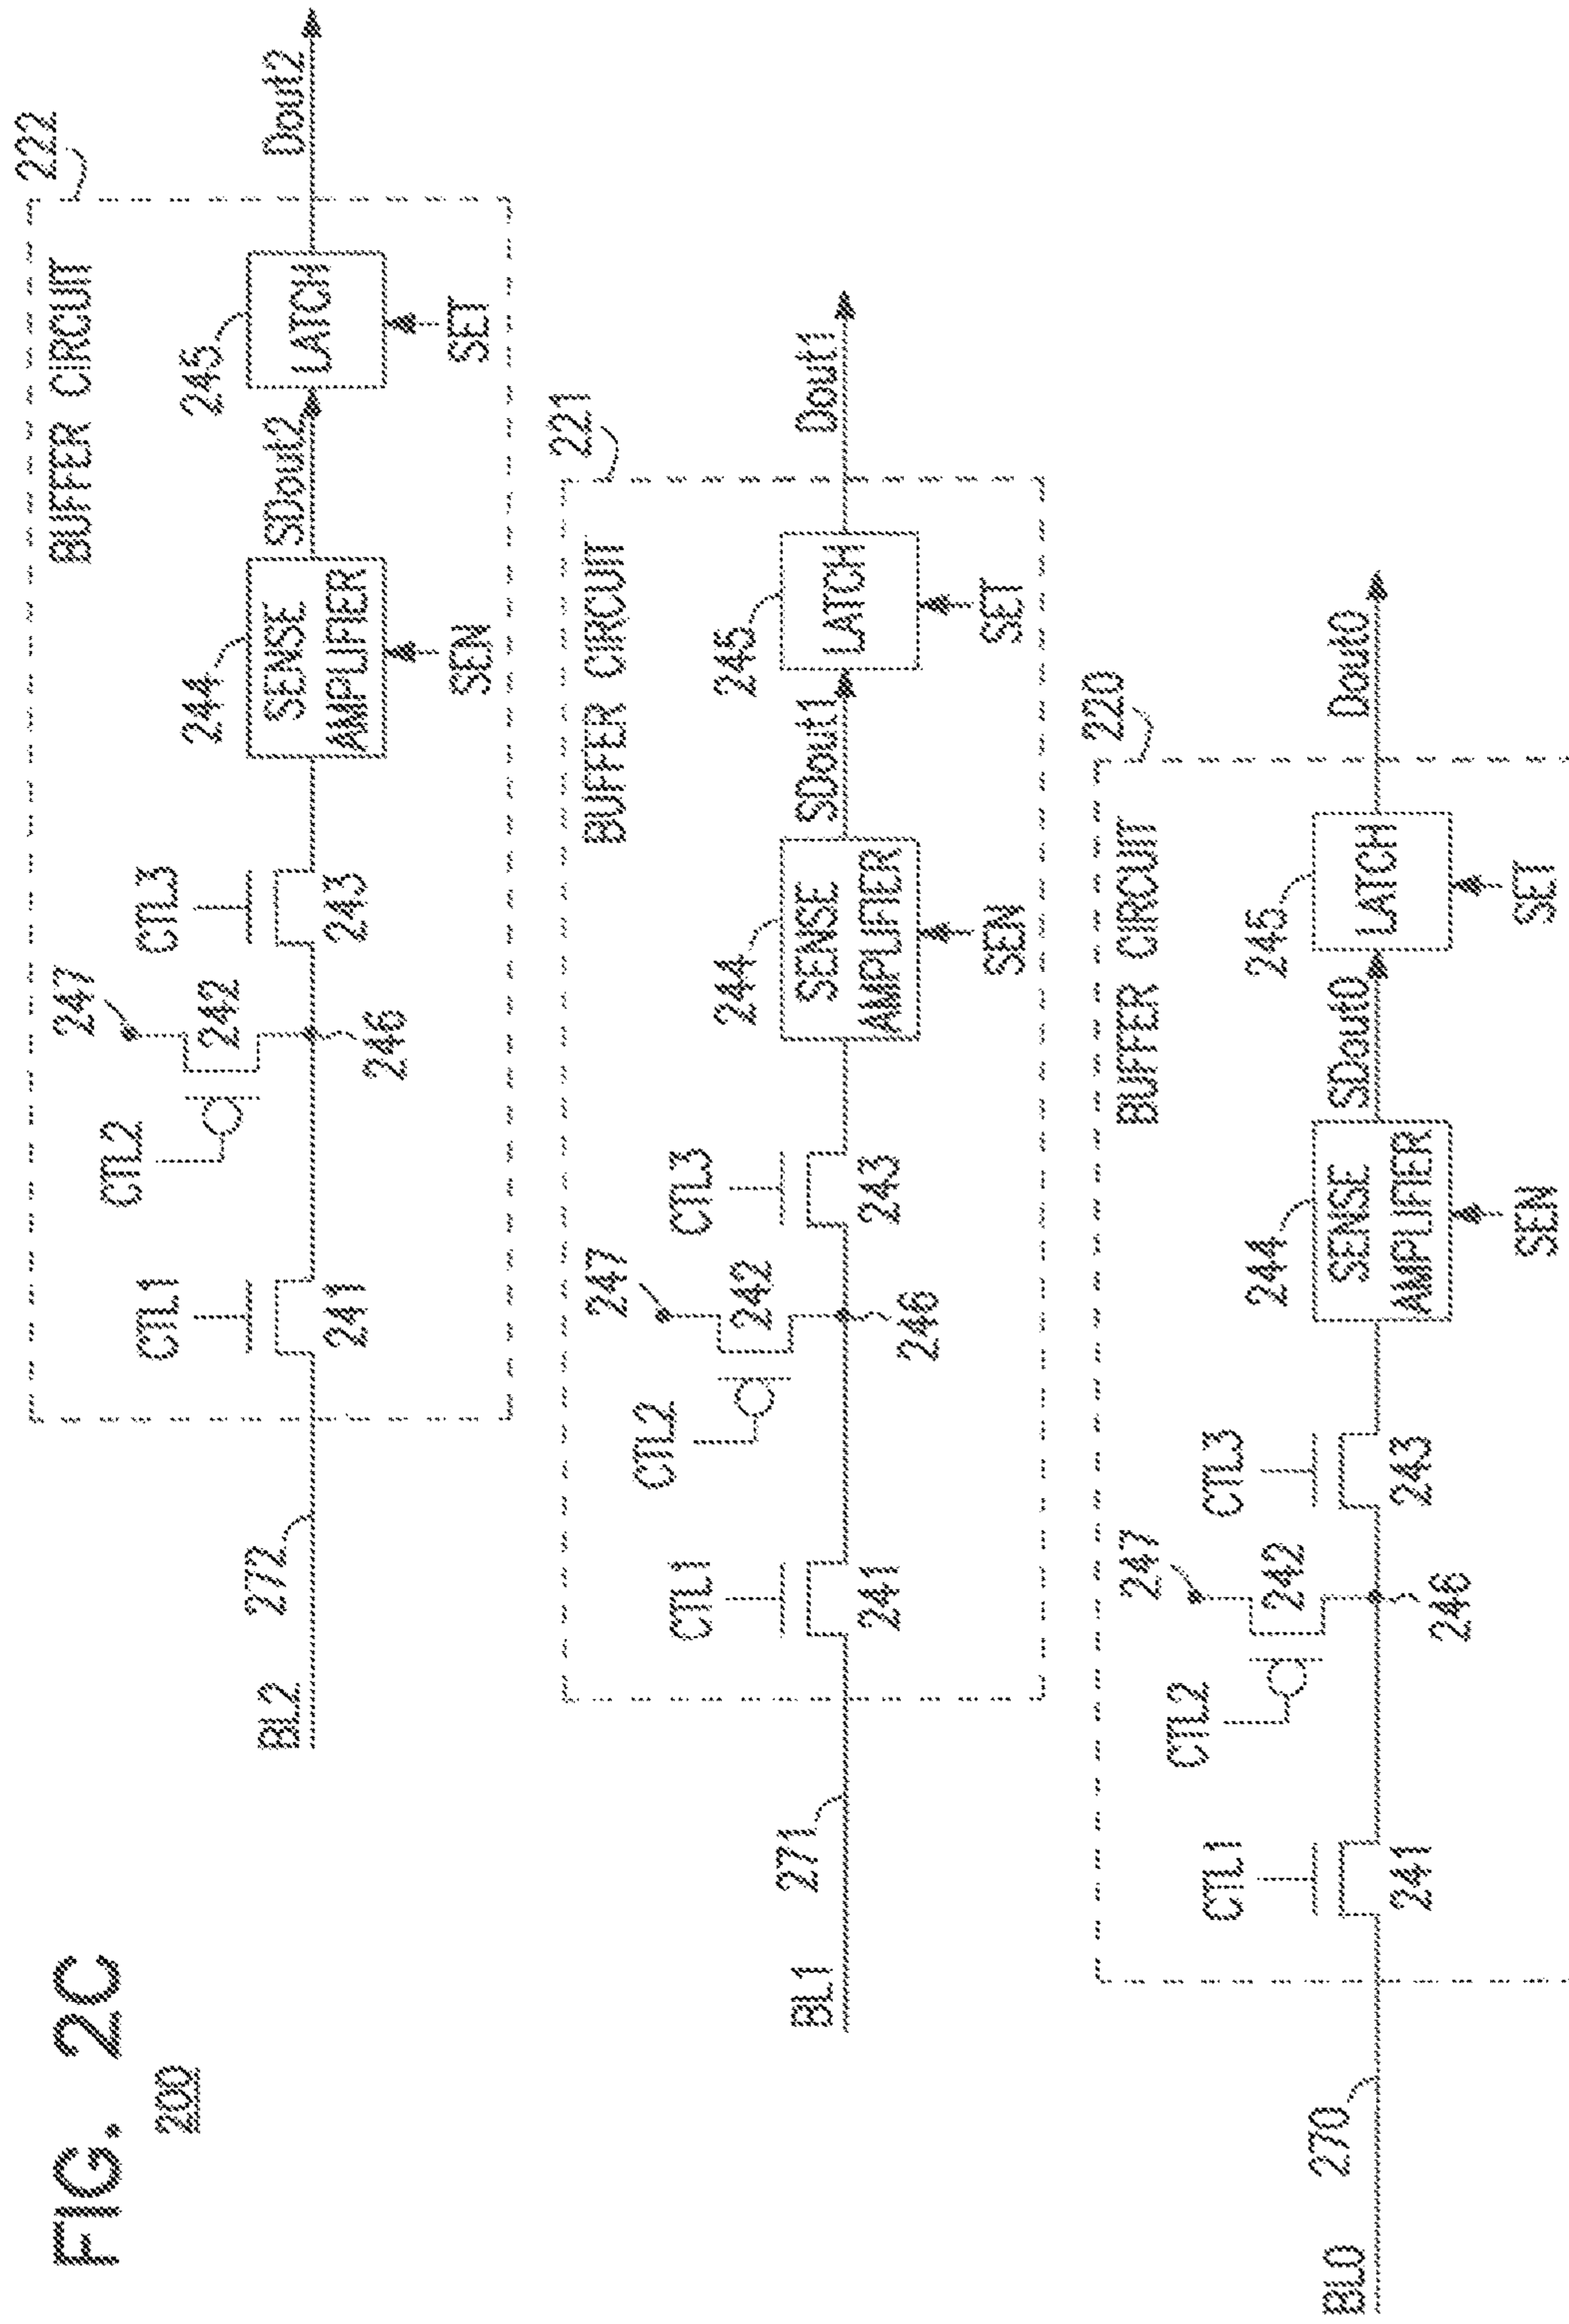 FIG. 2C
200
222
BUFFER CIRCUIT
247
CTL1
CTL2
242
CTL3
244
245
BL2
272
241
246
243
SENSE
AMPLIFIER
SDout2
LATCH
Dout2
SEN
SET
221
BUFFER CIRCUIT
247
CTL1
CTL2
242
CTL3
244
245
BL1
271
241
246
243
SENSE
AMPLIFIER
SDout1
LATCH
Dout1
SEN
SET
220
BUFFER CIRCUIT
247
CTL1
CTL2
242
CTL3
244
245
BL0
270
241
246
243
SENSE
AMPLIFIER
SDout0
LATCH
Dout0
SEN
SET